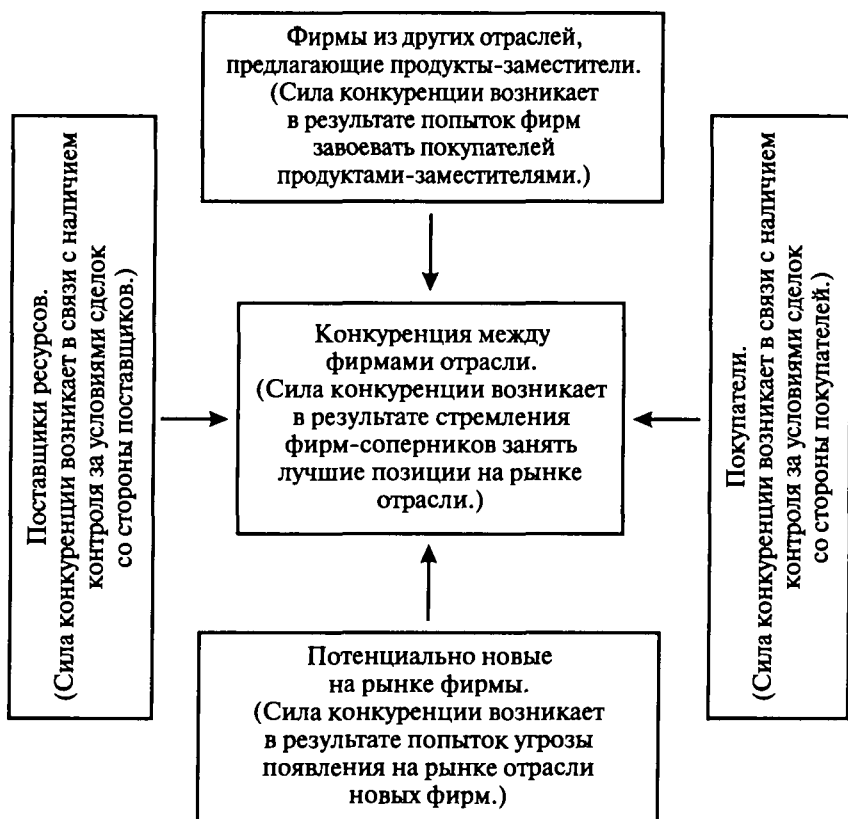 Фирмы из других отраслей,
предлагающие продукты-заместители.
(Сила конкуренции возникает
в результате попыток фирм
завоевать покупателей
продуктами-заместителями.)
Поставщики ресурсов.
(Сила конкуренции возникает в связи с наличием
контроля за условиями сделок
со стороны поставщиков.)
Конкуренция между
фирмами отрасли.
(Сила конкуренции возникает
в результате стремления
фирм-соперников занять
лучшие позиции на рынке
отрасли.)
Покупатели.
(Сила конкуренции возникает в связи с наличием
контроля за условиями сделок
со стороны покупателей.)
Потенциально новые
на рынке фирмы.
(Сила конкуренции возникает
в результате попыток угрозы
появления на рынке отрасли
новых фирм.)